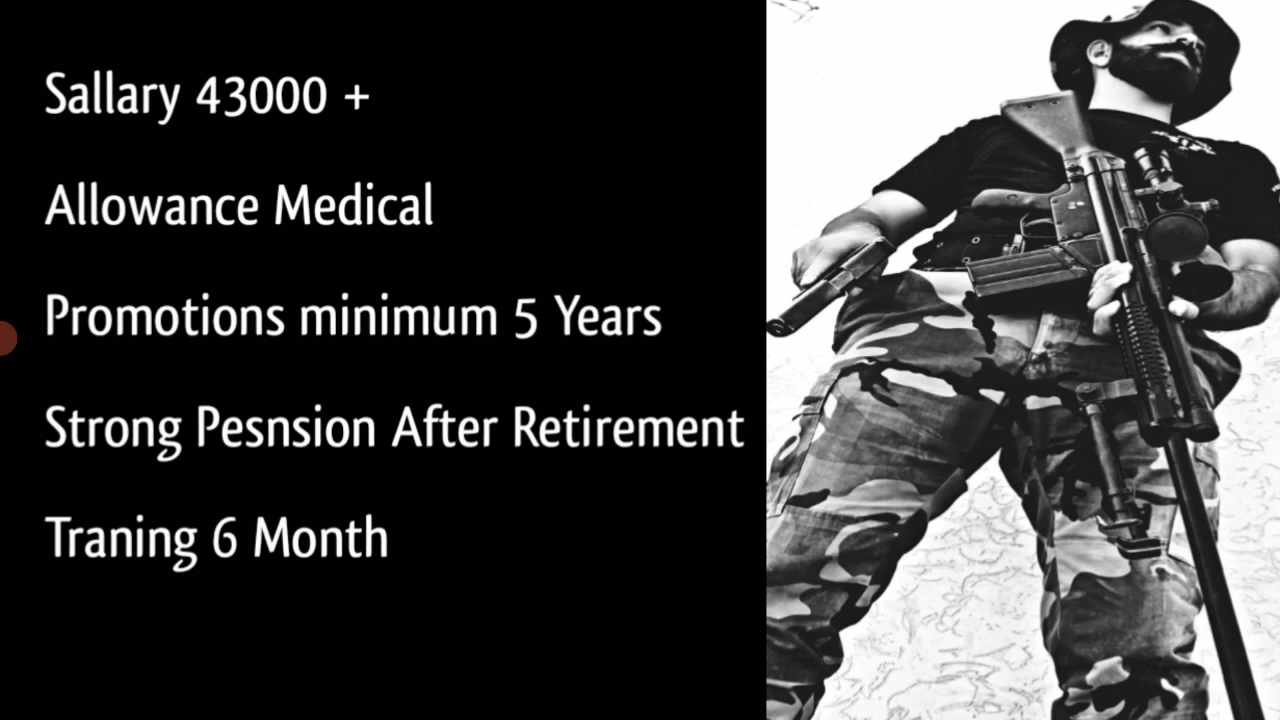 Sallary 43000 +
Allowance Medical
Promotions minimum 5 Years
Strong Pesnsion After Retirement
Traning 6 Month